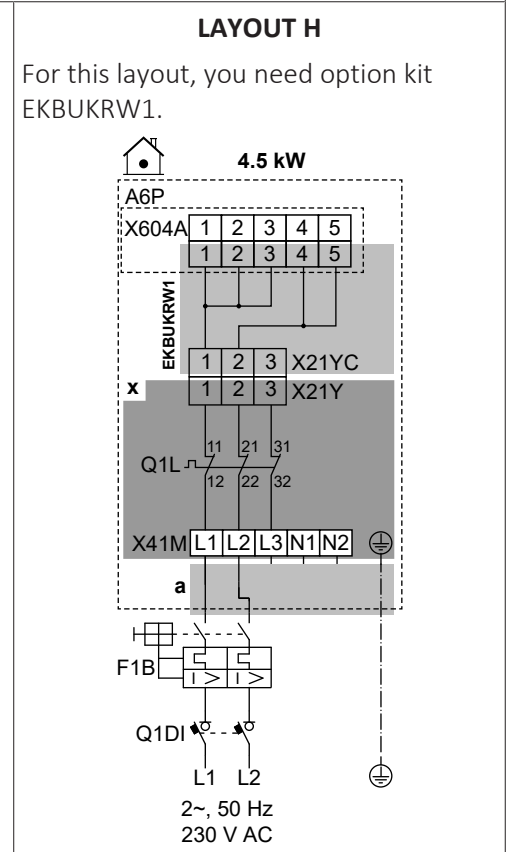 LAYOUT H
For this layout, you need option kit
EKBUKRW1.
4.5 kW
A6P
X604A 1 2 3 4 5
1 2 3 4 5
EKBUKRW1
1 2 3 X21YC
x 1 2 3 X21Y
11 21 31
Q1L
12 22 32
X41M L1 L2 L3 N1 N2
a
F1B
I > I >
Q1DI
L1 L2
2~, 50 Hz
230 V AC